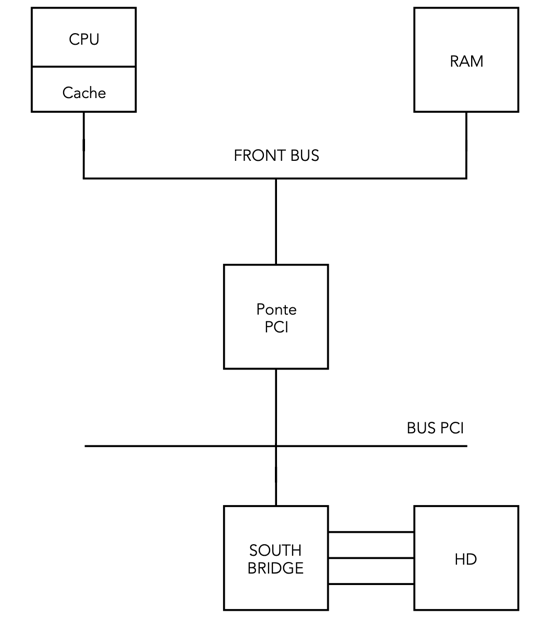 CPU
Cache
RAM
FRONT BUS
Ponte
PCI
BUS PCI
SOUTH
BRIDGE
HD